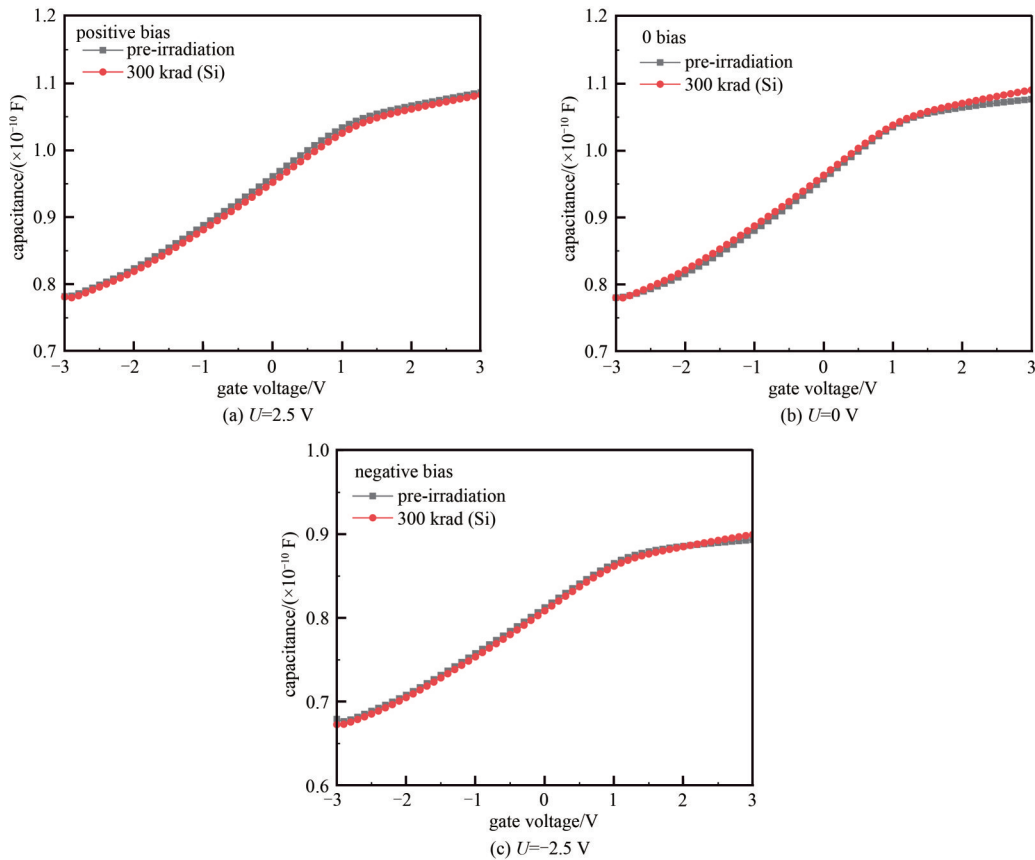 1.2
positive bias
pre-irradiation
300 krad (Si)
1.1
1.0
0.9
0.8
0.7
capacitance/(×10⁻¹⁰ F)
−3 −2 −1 0 1 2 3
gate voltage/V
(a) U=2.5 V
1.2
0 bias
pre-irradiation
300 krad (Si)
1.1
1.0
0.9
0.8
0.7
capacitance/(×10⁻¹⁰ F)
−3 −2 −1 0 1 2 3
gate voltage/V
(b) U=0 V
1.0
negative bias
pre-irradiation
300 krad (Si)
0.9
0.8
0.7
0.6
capacitance/(×10⁻¹⁰ F)
−3 −2 −1 0 1 2 3
gate voltage/V
(c) U=−2.5 V